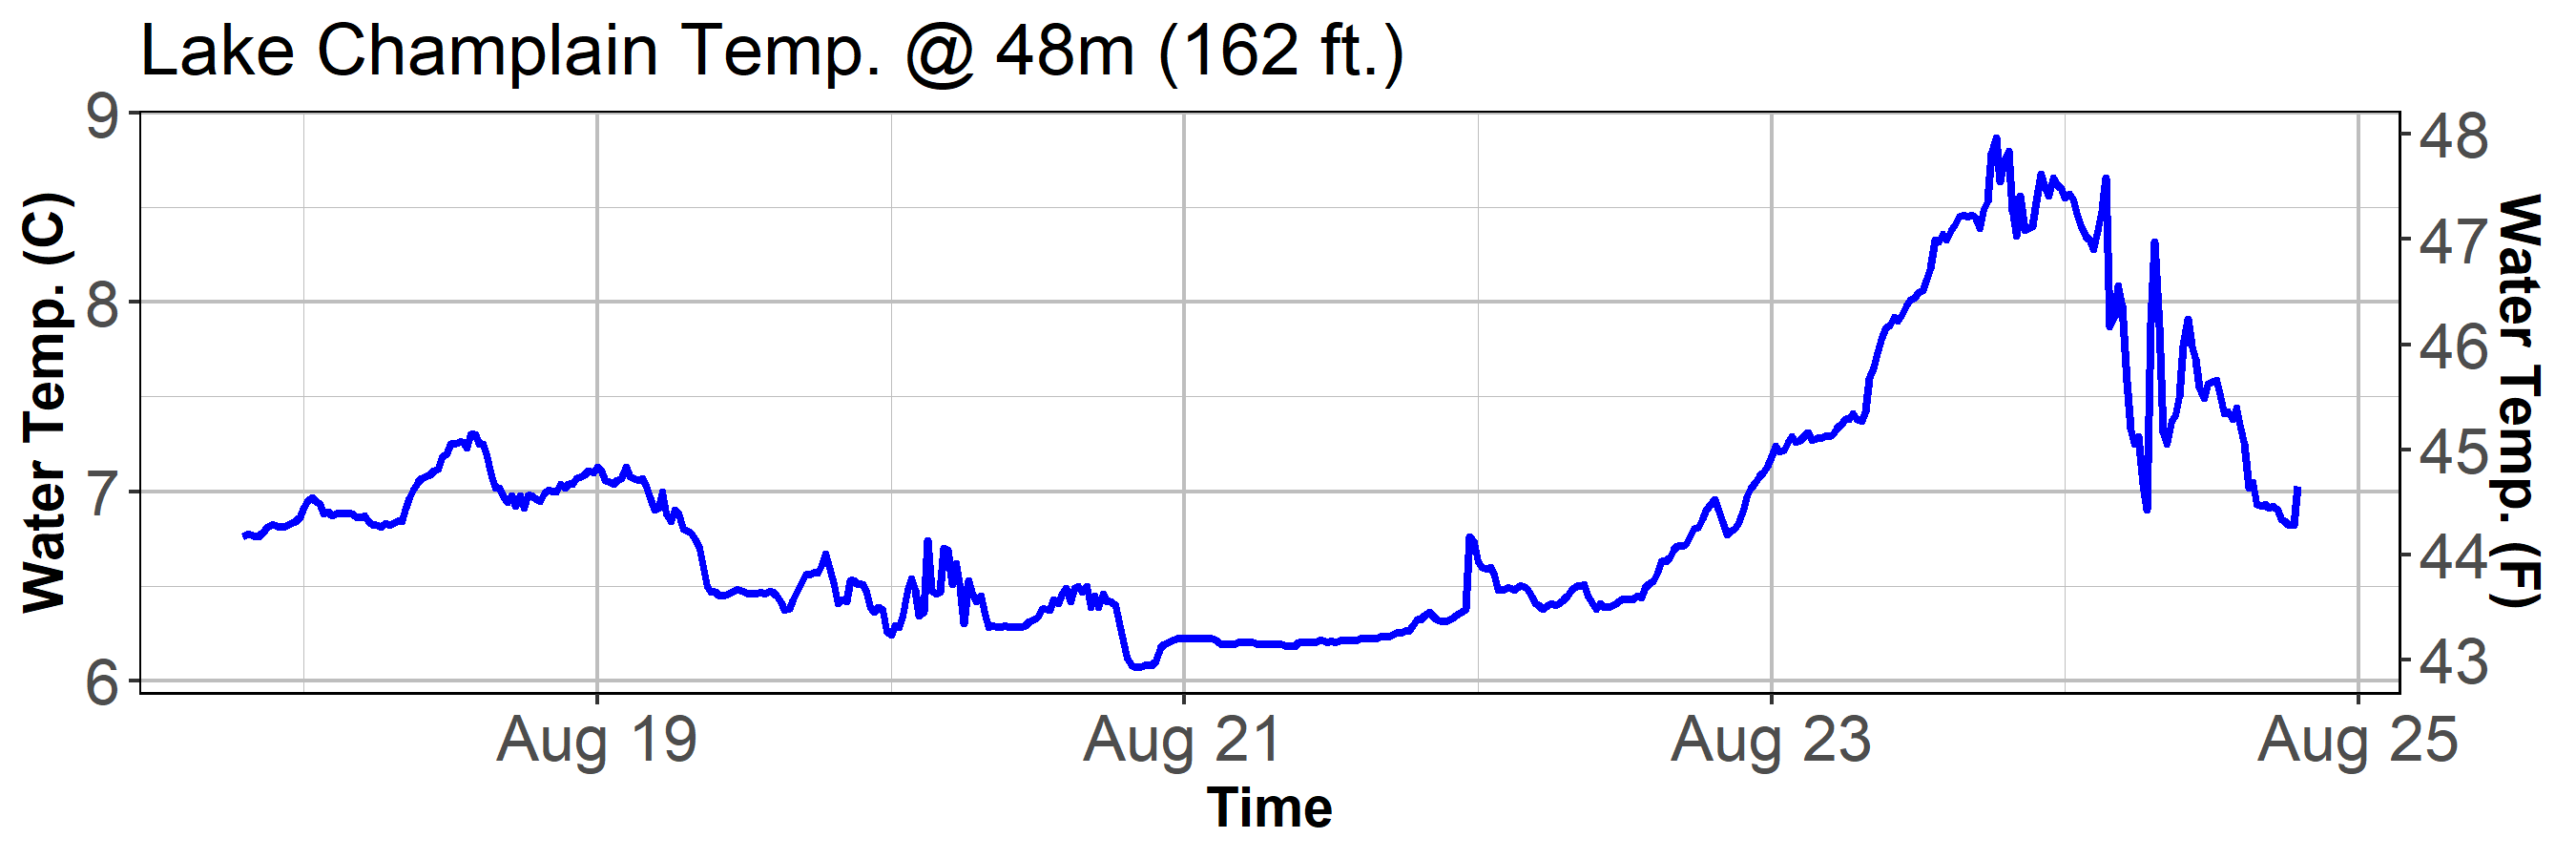 Lake Champlain Temp. @ 48m (162 ft.)
9
8
7
6
Water Temp. (C)
48
47
46
45
44
43
Water Temp. (F)
Aug 19
Aug 21
Aug 23
Aug 25
Time